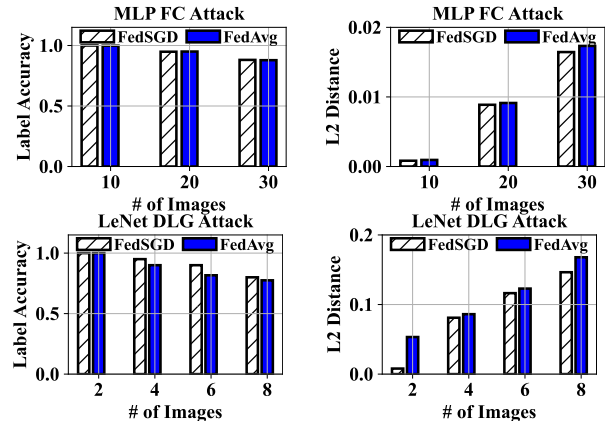 MLP FC Attack
FedSGD FedAvg
Label Accuracy
1.0
0.5
0.0
10 20 30
# of Images
MLP FC Attack
FedSGD FedAvg
L2 Distance
0.02
0.01
0.00
10 20 30
# of Images
LeNet DLG Attack
FedSGD FedAvg
Label Accuracy
1.0
0.5
0.0
2 4 6 8
# of Images
LeNet DLG Attack
FedSGD FedAvg
L2 Distance
0.2
0.1
0.0
2 4 6 8
# of Images